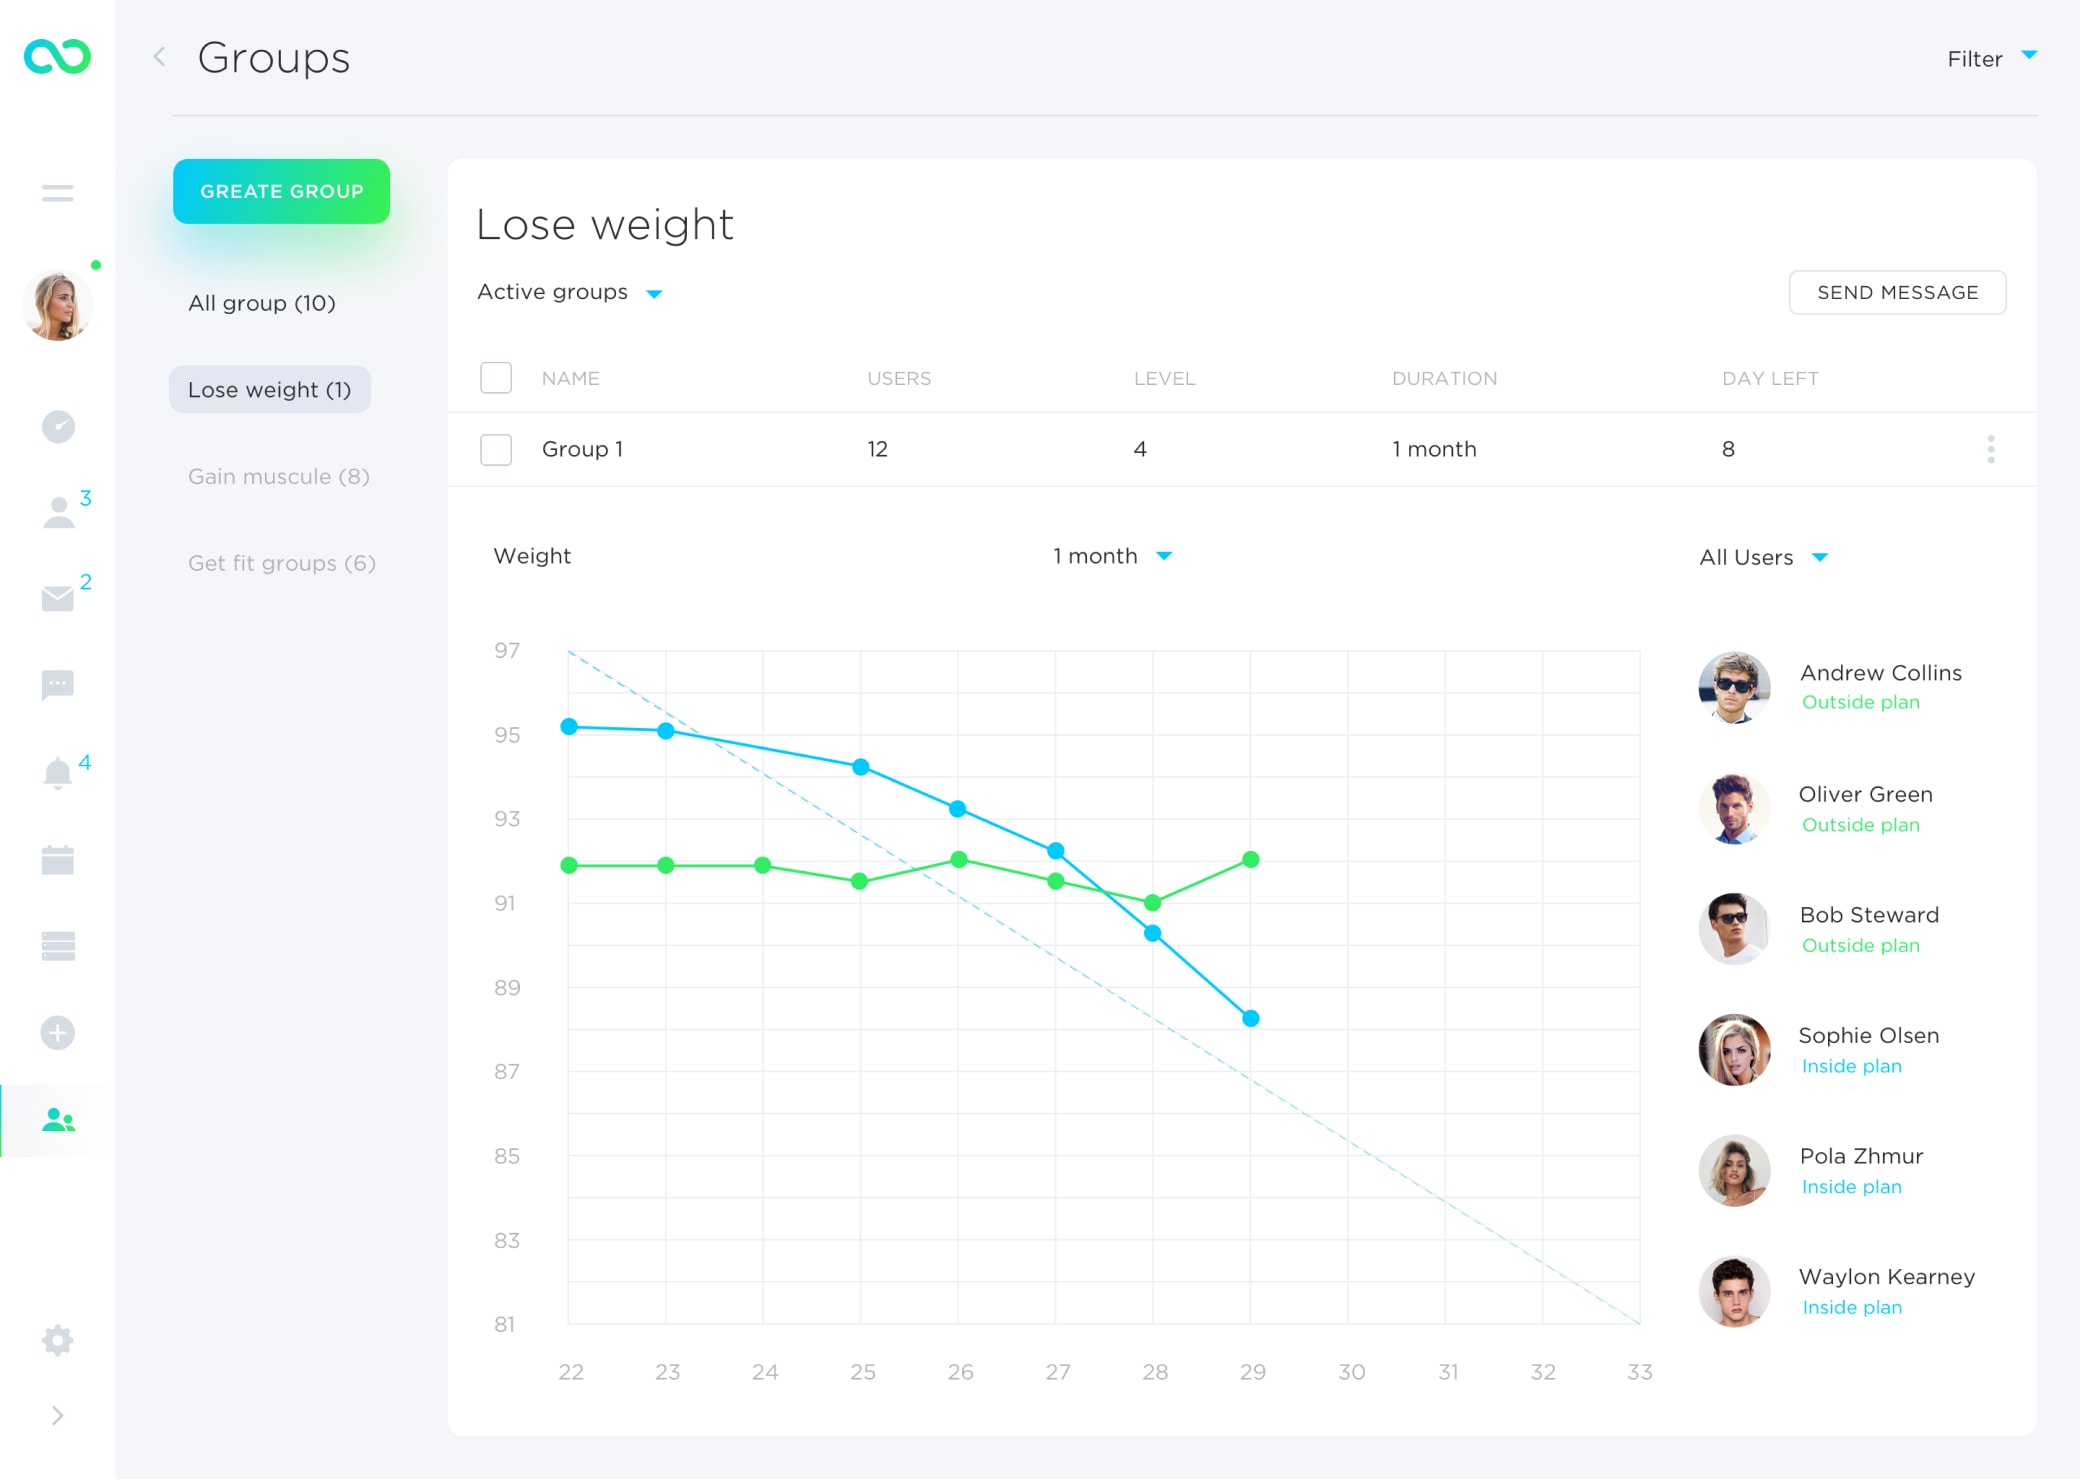 Groups
Filter
GREATE GROUP
All group (10)
Lose weight (1)
Gain muscule (8)
Get fit groups (6)
3
2
4
Lose weight
Active groups
SEND MESSAGE
NAME USERS LEVEL DURATION DAY LEFT
Group 1 12 4 1 month 8
Weight
1 month
All Users
97
95
93
91
89
87
85
83
81
22 23 24 25 26 27 28 29 30 31 32 33
Andrew Collins
Outside plan
Oliver Green
Outside plan
Bob Steward
Outside plan
Sophie Olsen
Inside plan
Pola Zhmur
Inside plan
Waylon Kearney
Inside plan